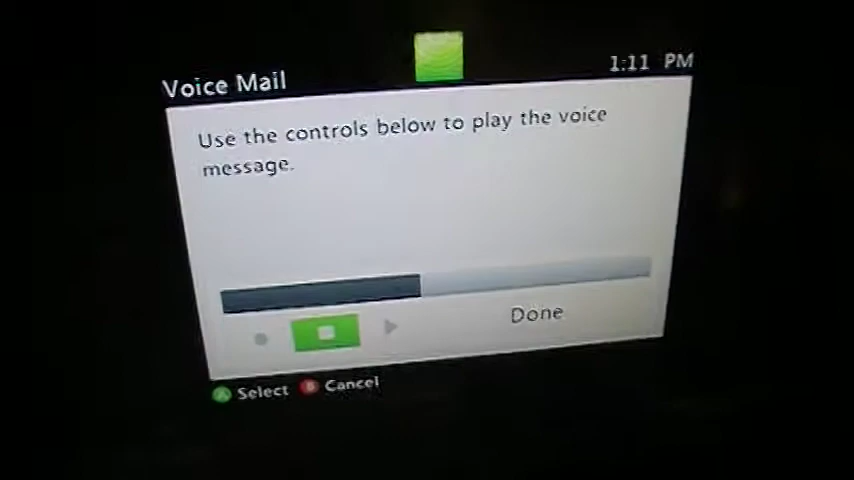 Voice Mail
1:11 PM
Use the controls below to play the voice
message.
Done
A Select B Cancel